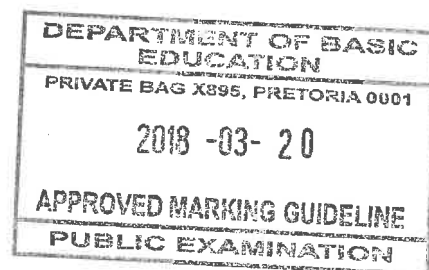 DEPARTMENT OF BASIC
EDUCATION
PRIVATE BAG X895, PRETORIA 0001
2018 -03- 20
APPROVED MARKING GUIDELINE
PUBLIC EXAMINATION